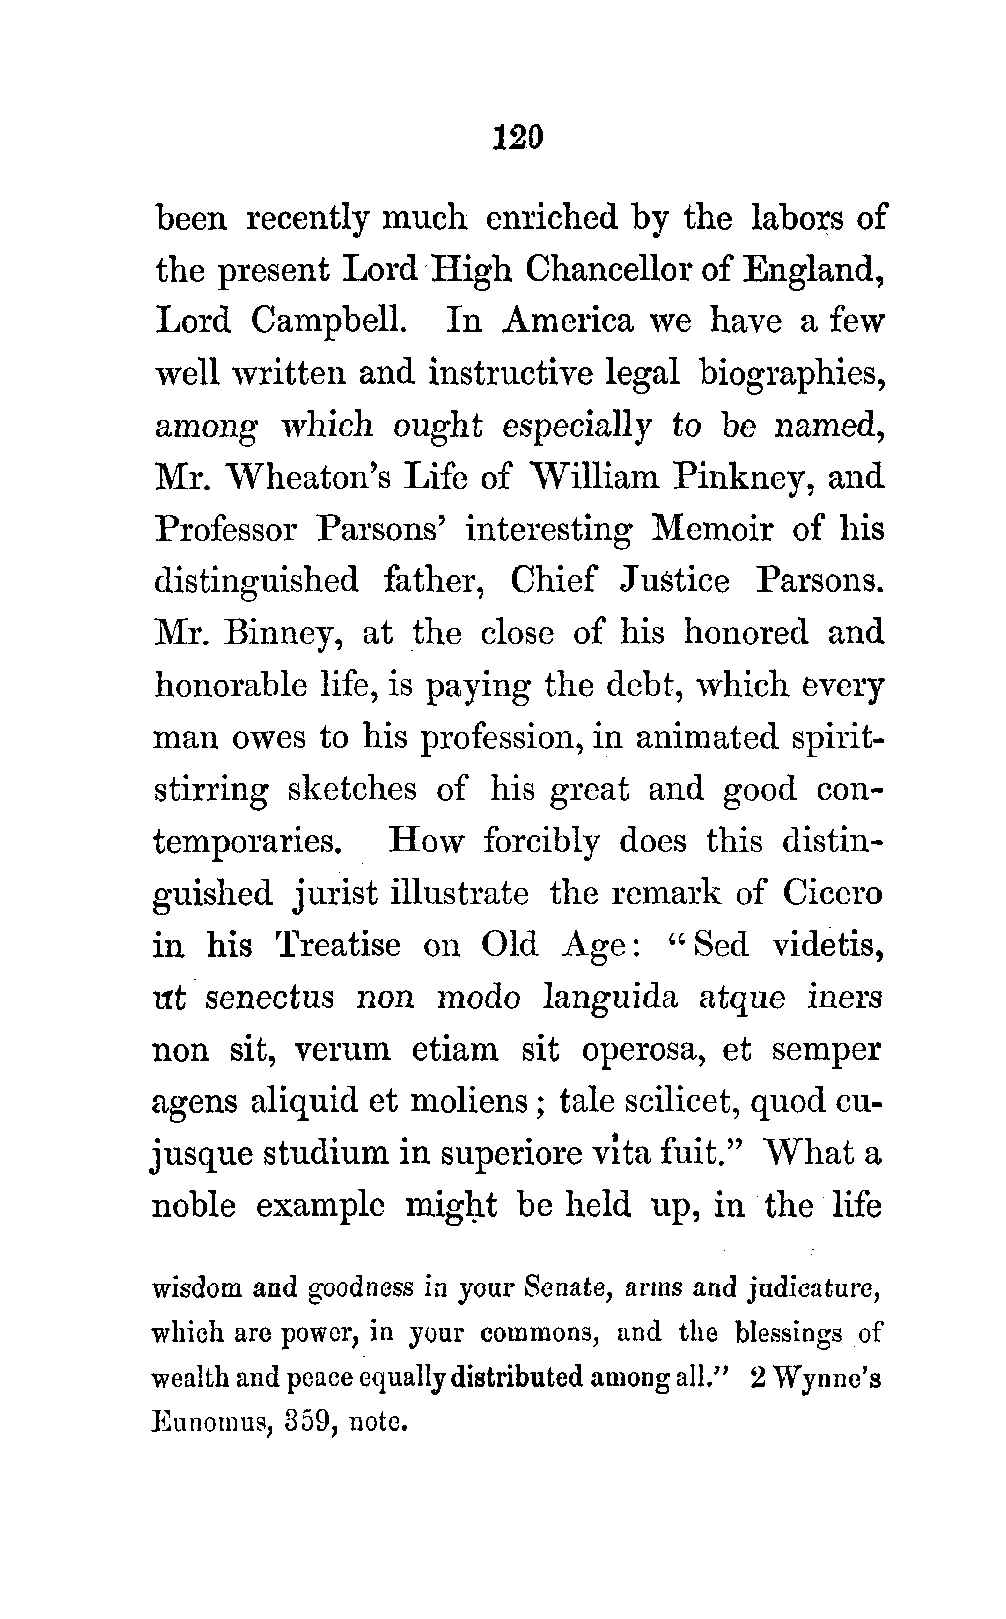 120
been recently much enriched by the labors of
the present Lord High Chancellor of England,
Lord Campbell. In America we have a few
well written and instructive legal biographies,
among which ought especially to be named,
Mr. Wheaton's Life of William Pinkney, and
Professor Parsons' interesting Memoir of his
distinguished father, Chief Justice Parsons.
Mr. Binney, at the close of his honored and
honorable life, is paying the debt, which every
man owes to his profession, in animated spirit-
stirring sketches of his great and good con-
temporaries. How forcibly does this distin-
guished jurist illustrate the remark of Cicero
in his Treatise on Old Age: "Sed videtis,
ut senectus non modo languida atque iners
non sit, verum etiam sit operosa, et semper
agens aliquid et moliens; tale scilicet, quod cu-
jusque studium in superiore vita fuit." What a
noble example might be held up, in the life
wisdom and goodness in your Senate, arms and judicature,
which are power, in your commons, and the blessings of
wealth and peace equally distributed among all." 2 Wynne's
Eunomus, 359, note.